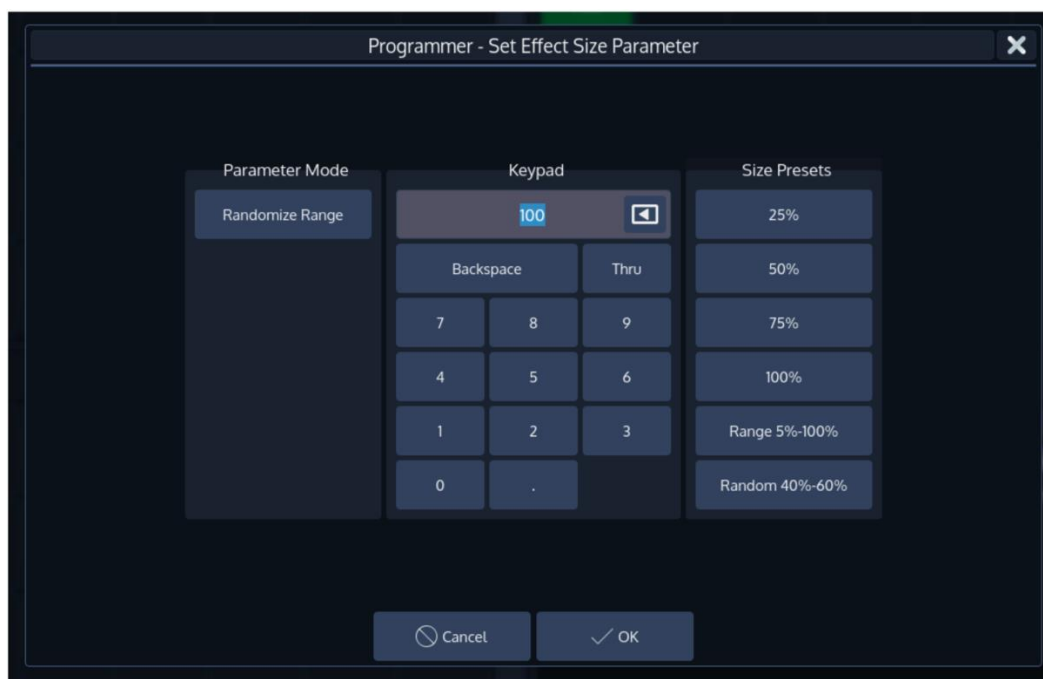 Programmer - Set Effect Size Parameter
Parameter Mode
Randomize Range
Keypad
100
Backspace
Thru
7 8 9
4 5 6
1 2 3
0 .
Size Presets
25%
50%
75%
100%
Range 5%-100%
Random 40%-60%
Cancel
OK